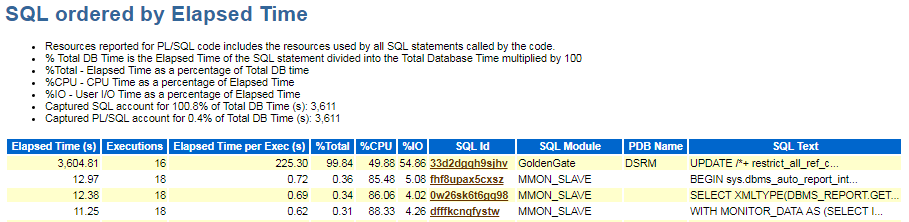 SQL ordered by Elapsed Time
Resources reported for PL/SQL code includes the resources used by all SQL statements called by the code.
% Total DB Time is the Elapsed Time of the SQL statement divided into the Total Database Time multiplied by 100
%Total - Elapsed Time as a percentage of Total DB time
%CPU - CPU Time as a percentage of Elapsed Time
%IO - User I/O Time as a percentage of Elapsed Time
Captured SQL account for 100.8% of Total DB Time (s): 3,611
Captured PL/SQL account for 0.4% of Total DB Time (s): 3,611
Elapsed Time (s) Executions Elapsed Time per Exec (s) %Total %CPU %IO SQL Id SQL Module PDB Name SQL Text
3,604.81 16 225.30 99.84 49.88 54.86 33d2dgqh9sjhv GoldenGate DSRM UPDATE /*+ restrict_all_ref_c...
12.97 18 0.72 0.36 85.48 5.08 fhf8upax5cxsz MMON_SLAVE BEGIN sys.dbms_auto_report_int...
12.38 18 0.69 0.34 86.06 4.02 0w26sk6t6gq98 MMON_SLAVE SELECT XMLTYPE(DBMS_REPORT.GET...
11.25 18 0.62 0.31 88.33 4.26 dfffkcnqfystw MMON_SLAVE WITH MONITOR_DATA AS (SELECT I...